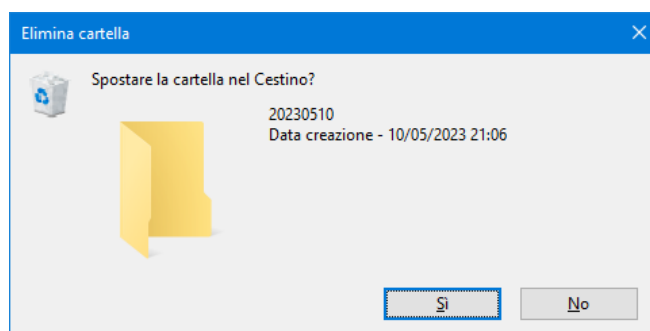 Elimina cartella
Spostare la cartella nel Cestino?
20230510
Data creazione - 10/05/2023 21:06
Sì
No